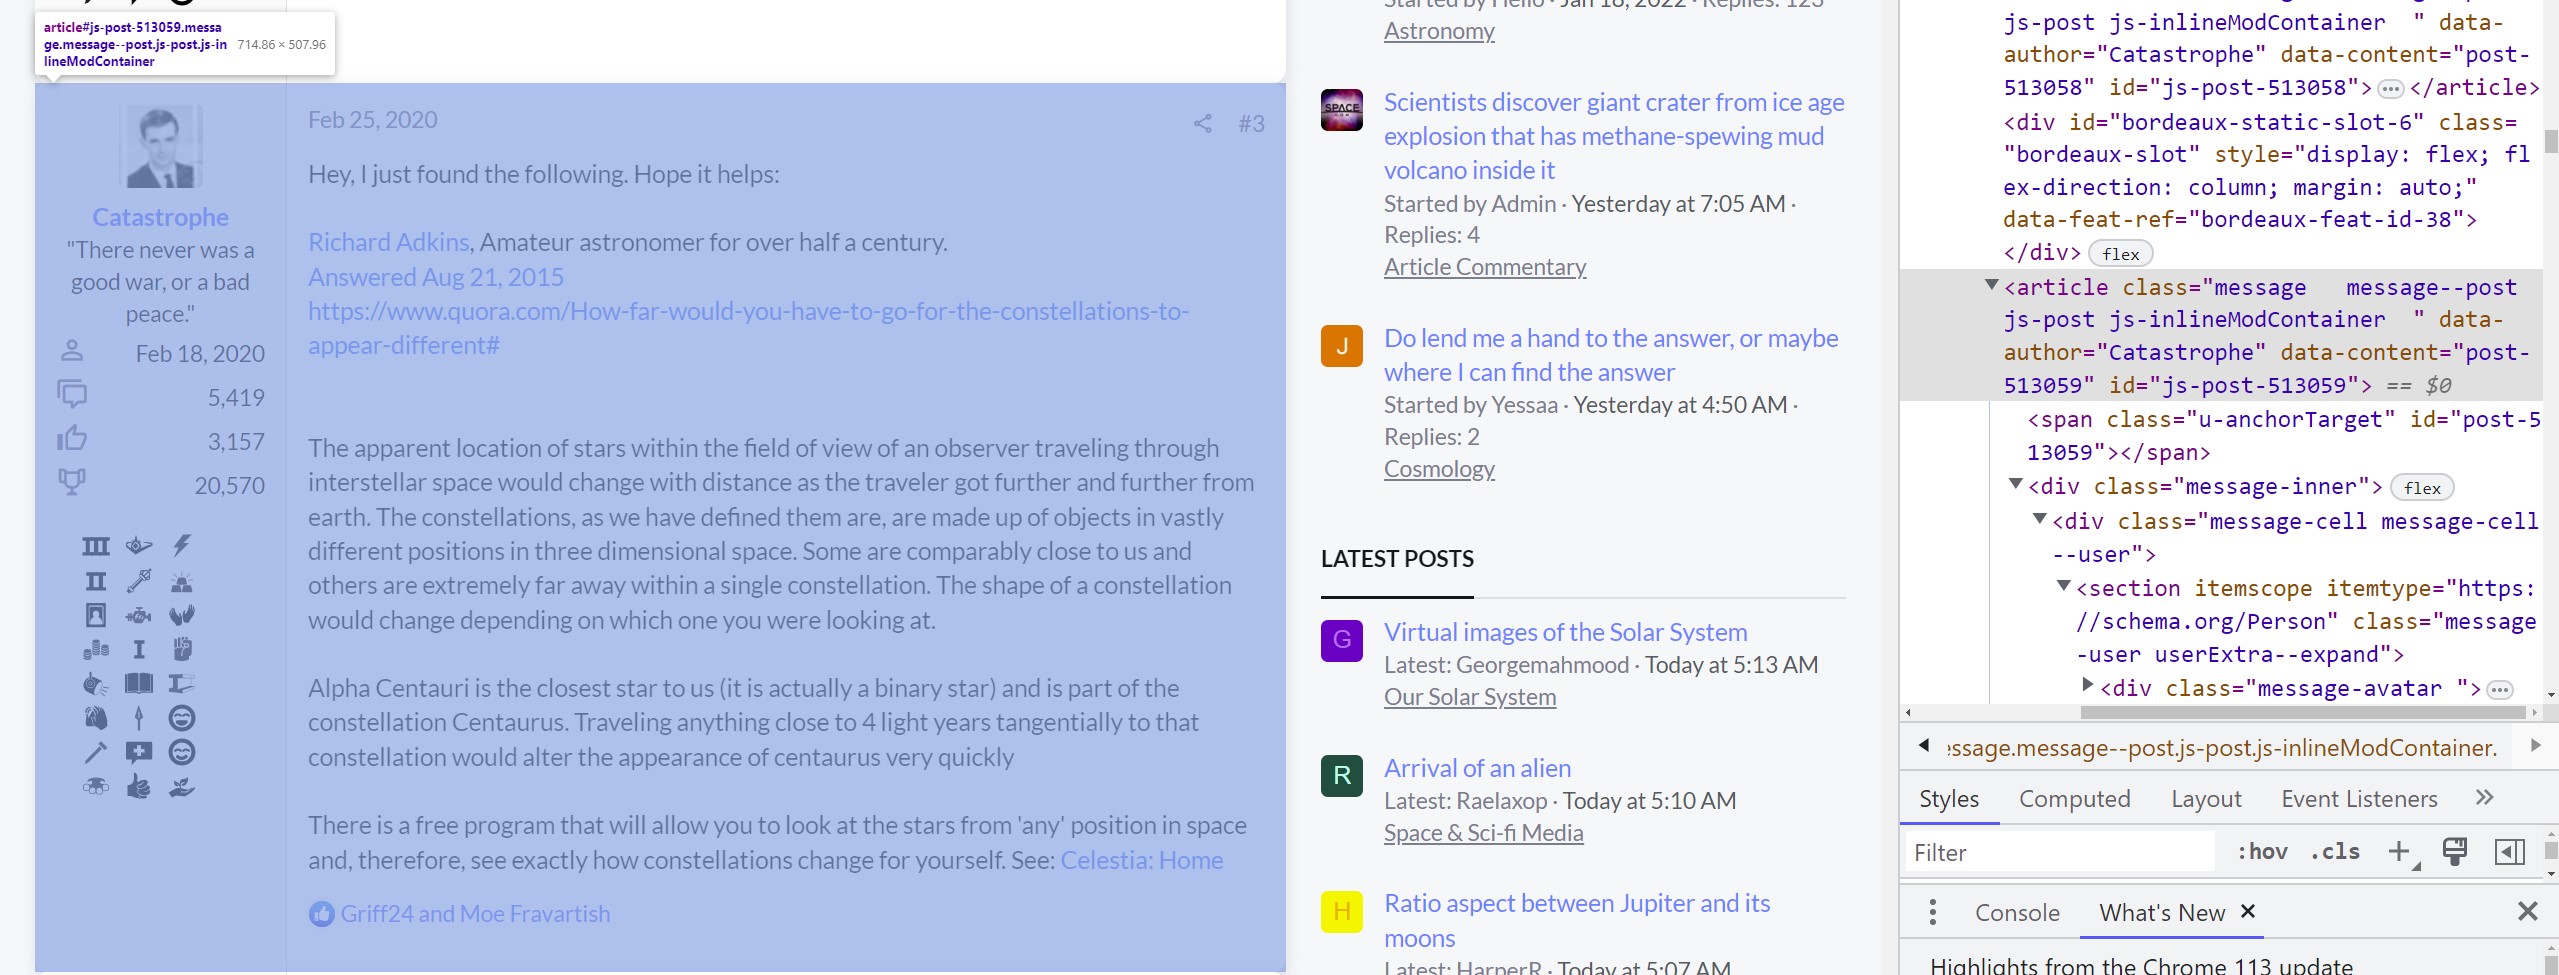 article#js-post-513059.messa
ge.message--post.js-post.js-in
lineModContainer
714.86 × 507.96
Feb 25, 2020
#3
Catastrophe
"There never was a
good war, or a bad
peace."
Feb 18, 2020
5,419
3,157
20,570
Hey, I just found the following. Hope it helps:
Richard Adkins, Amateur astronomer for over half a century.
Answered Aug 21, 2015
https://www.quora.com/How-far-would-you-have-to-go-for-the-constellations-to-
appear-different#
The apparent location of stars within the field of view of an observer traveling through
interstellar space would change with distance as the traveler got further and further from
earth. The constellations, as we have defined them are, are made up of objects in vastly
different positions in three dimensional space. Some are comparably close to us and
others are extremely far away within a single constellation. The shape of a constellation
would change depending on which one you were looking at.
Alpha Centauri is the closest star to us (it is actually a binary star) and is part of the
constellation Centaurus. Traveling anything close to 4 light years tangentially to that
constellation would alter the appearance of centaurus very quickly
There is a free program that will allow you to look at the stars from 'any' position in space
and, therefore, see exactly how constellations change for yourself. See: Celestia: Home
Griff24 and Moe Fravartish
Started by Hello · Jan 18, 2022 · Replies: 123
Astronomy
SPACE
Scientists discover giant crater from ice age
explosion that has methane-spewing mud
volcano inside it
Started by Admin · Yesterday at 7:05 AM ·
Replies: 4
Article Commentary
J
Do lend me a hand to the answer, or maybe
where I can find the answer
Started by Yessaa · Yesterday at 4:50 AM ·
Replies: 2
Cosmology
LATEST POSTS
G
Virtual images of the Solar System
Latest: Georgemahmood · Today at 5:13 AM
Our Solar System
R
Arrival of an alien
Latest: Raelaxop · Today at 5:10 AM
Space & Sci-fi Media
H
Ratio aspect between Jupiter and its
moons
Latest: HarperR · Today at 5:07 AM
js-post js-inlineModContainer  " data-
author="Catastrophe" data-content="post-
513058" id="js-post-513058">…</article>
<div id="bordeaux-static-slot-6" class=
"bordeaux-slot" style="display: flex; fl
ex-direction: column; margin: auto;"
data-feat-ref="bordeaux-feat-id-38">
</div> flex
<article class="message   message--post
js-post js-inlineModContainer  " data-
author="Catastrophe" data-content="post-
513059" id="js-post-513059"> == $0
<span class="u-anchorTarget" id="post-5
13059"></span>
<div class="message-inner"> flex
<div class="message-cell message-cell
--user">
<section itemscope itemtype="https:
//schema.org/Person" class="message
-user userExtra--expand">
<div class="message-avatar ">…
essage.message--post.js-post.js-inlineModContainer.
Styles Computed Layout Event Listeners
Filter :hov .cls
Console What's New
Highlights from the Chrome 113 update